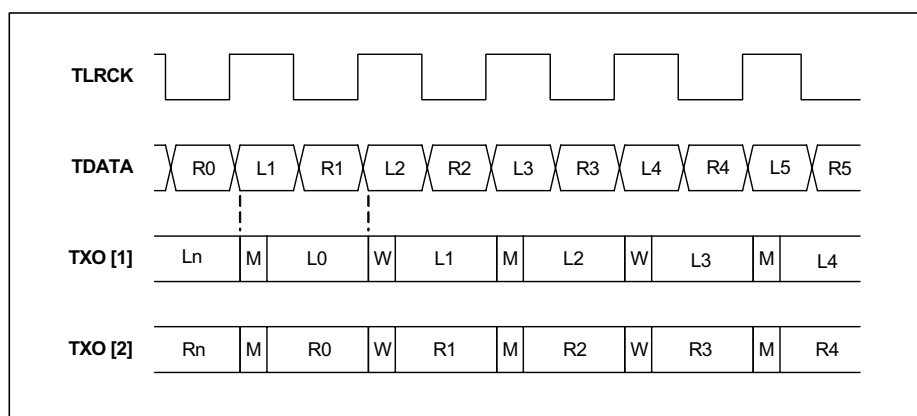 TLRCK
TDATA R0 L1 R1 L2 R2 L3 R3 L4 R4 L5 R5
TXO [1] Ln M L0 W L1 M L2 W L3 M L4
TXO [2] Rn M R0 W R1 M R2 W R3 M R4